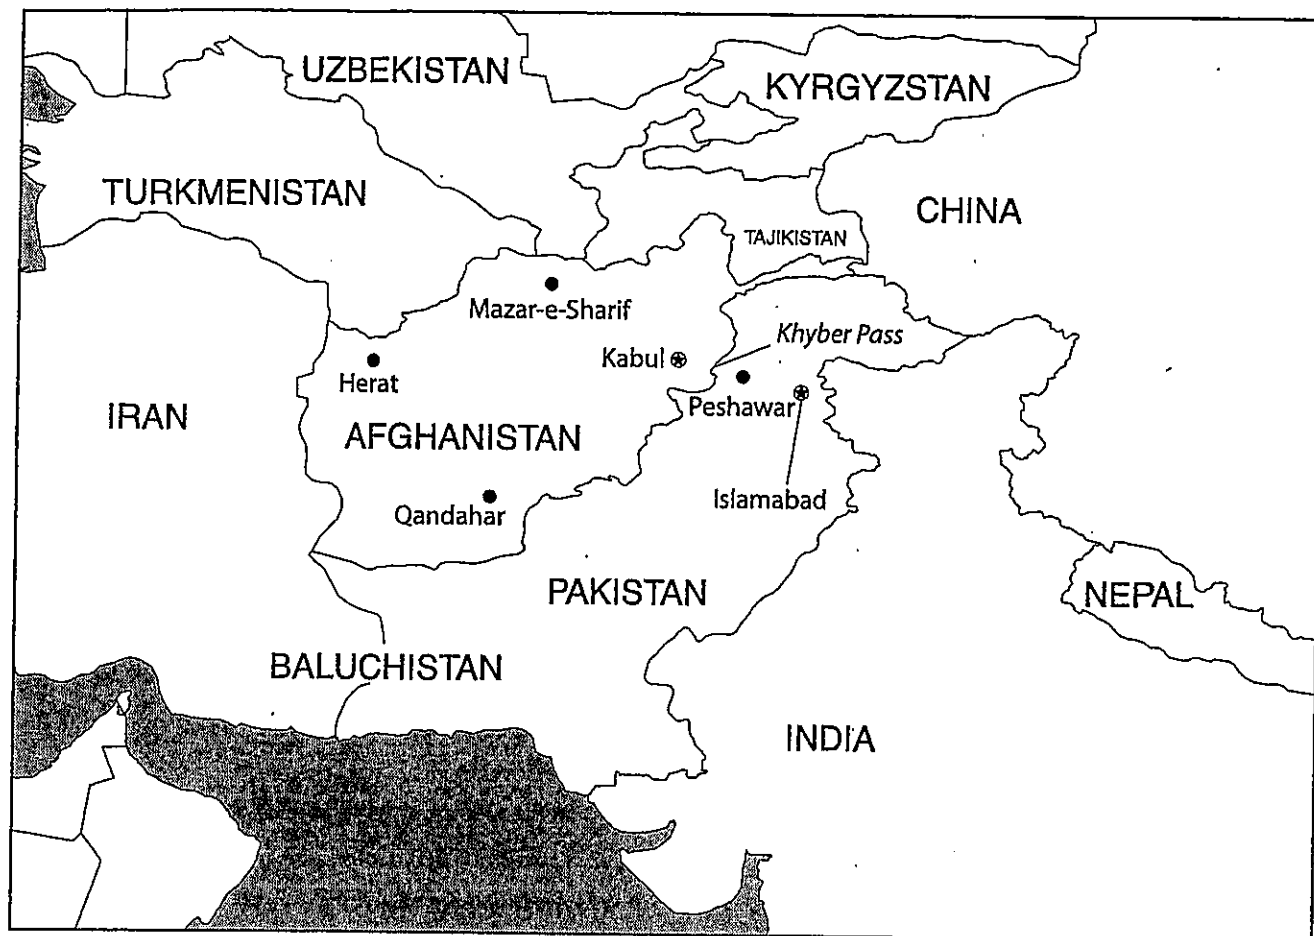 UZBEKISTAN
KYRGYZSTAN
TURKMENISTAN
CHINA
TAJIKISTAN
Mazar-e-Sharif
Khyber Pass
Kabul
Herat
Peshawar
IRAN
AFGHANISTAN
Islamabad
Qandahar
PAKISTAN
NEPAL
BALUCHISTAN
INDIA